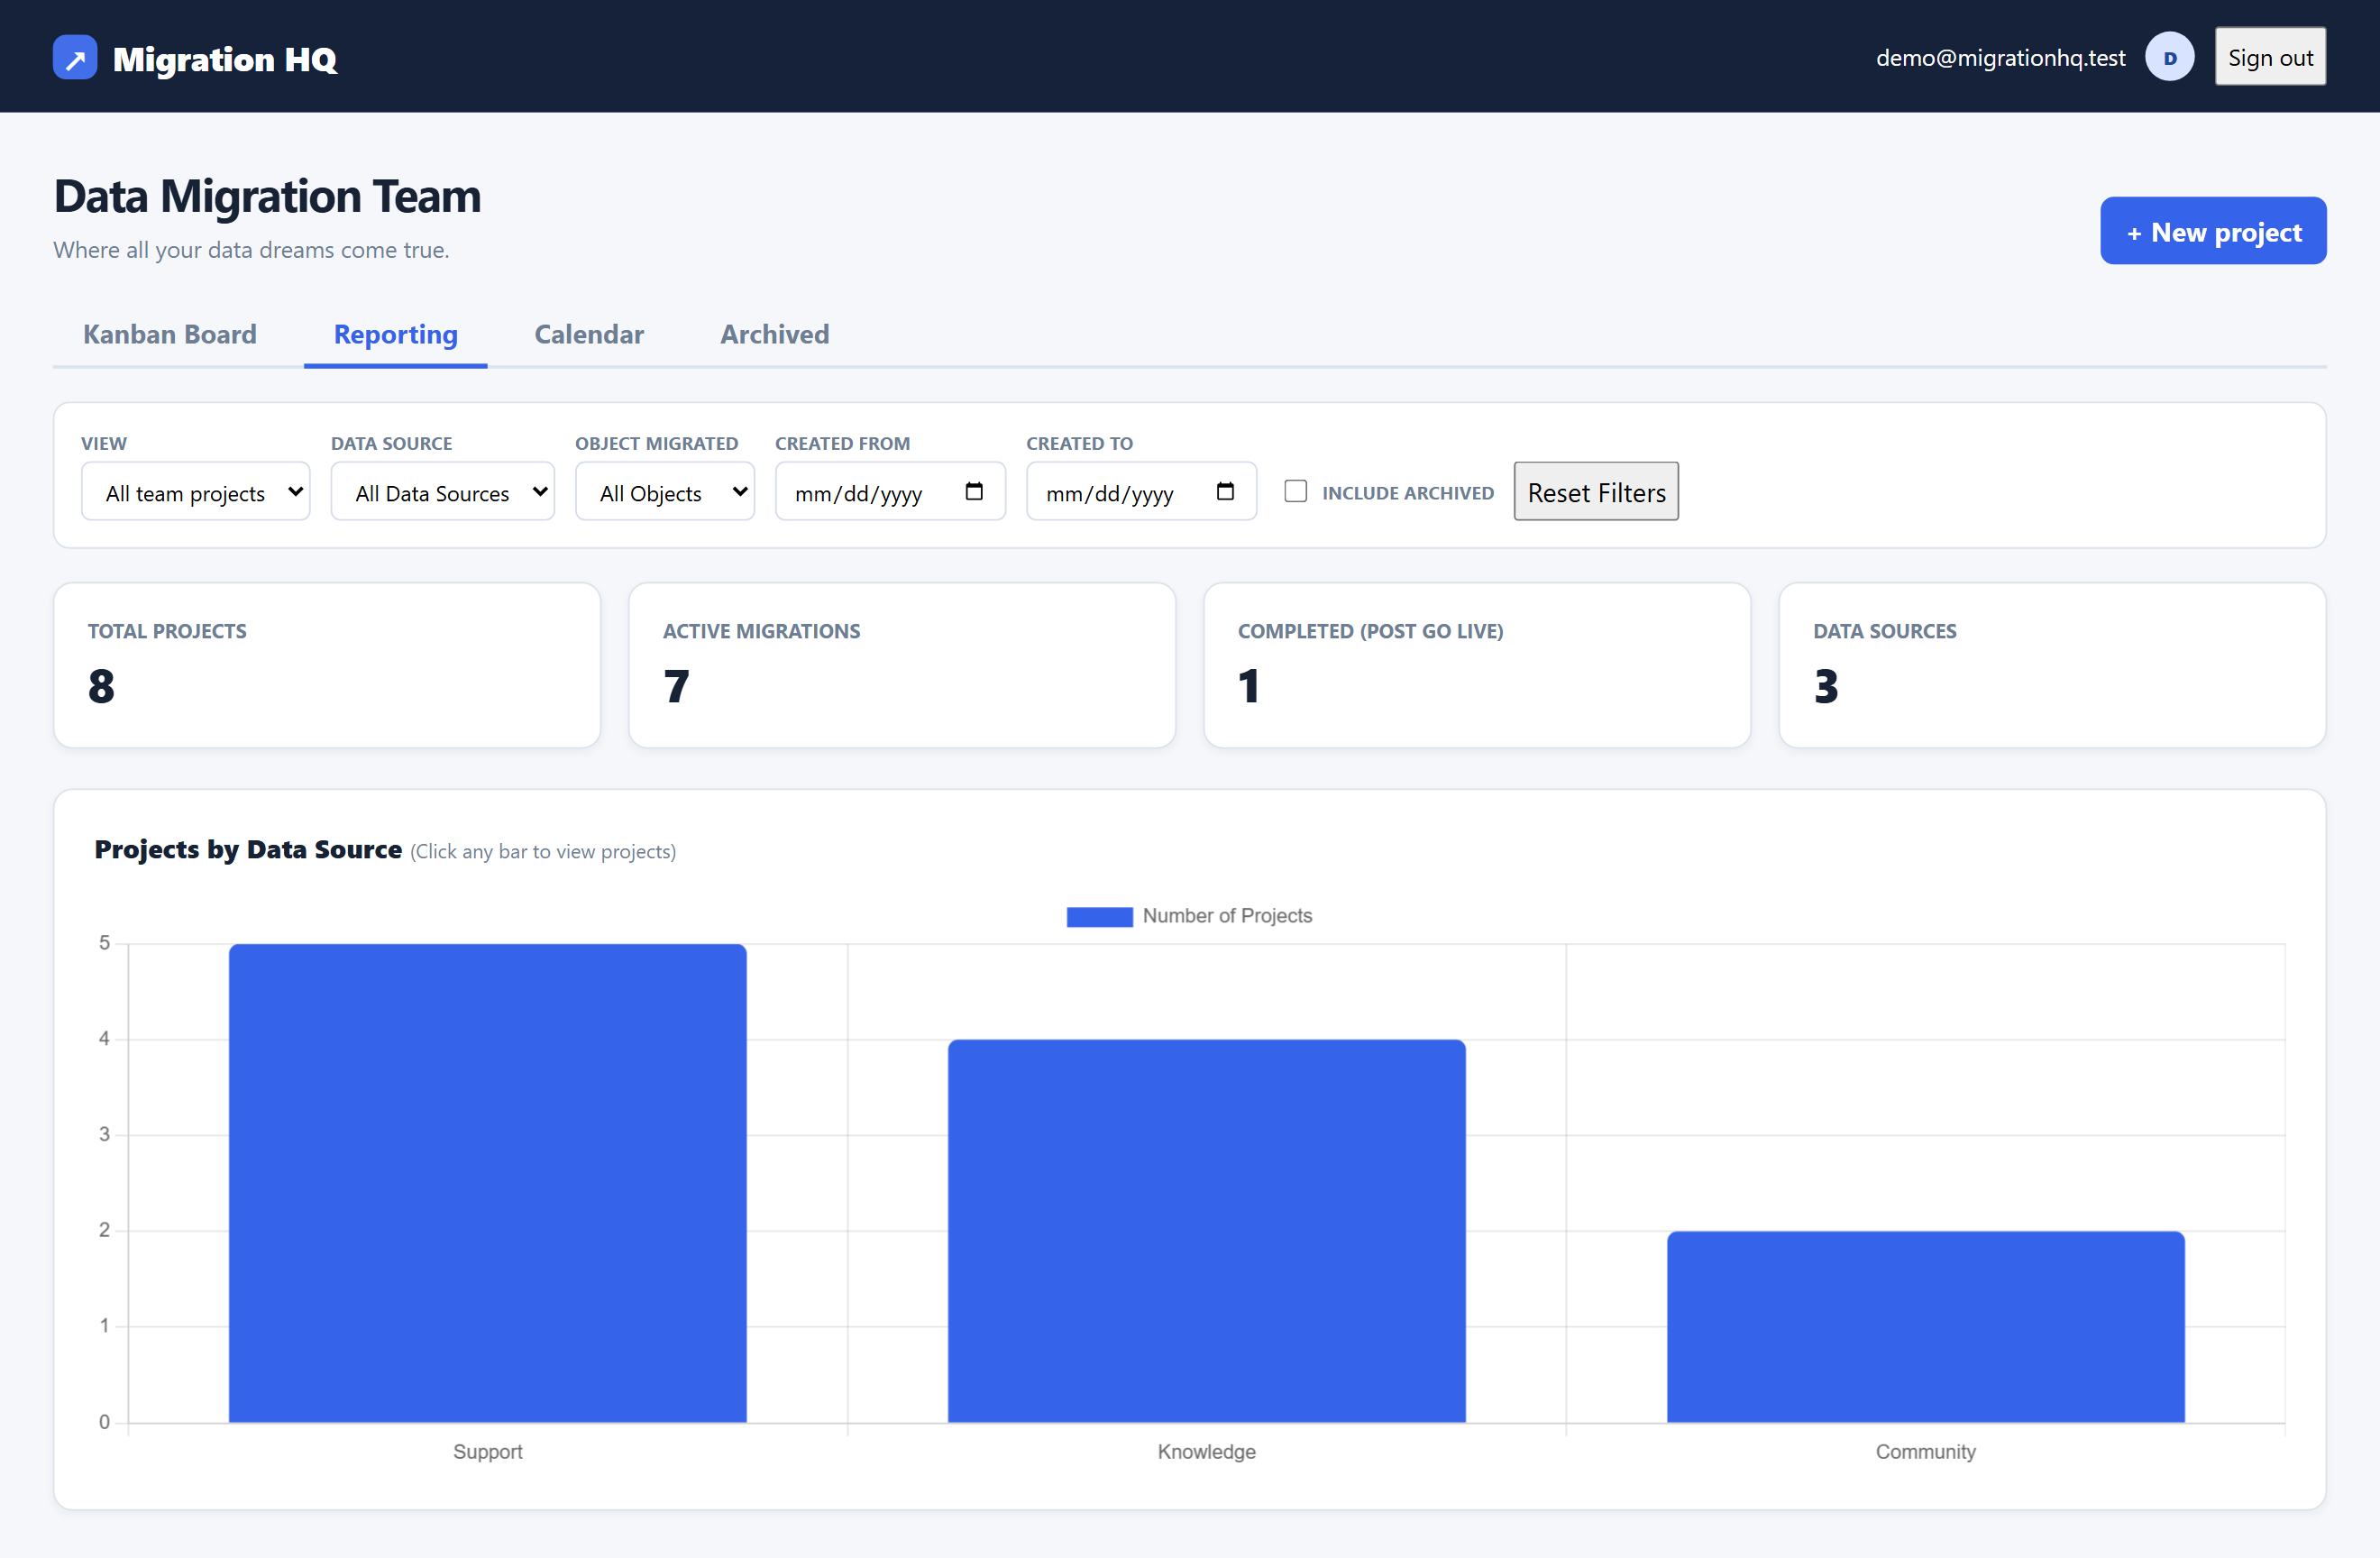 ↗ Migration HQ
demo@migrationhq.test D Sign out
Data Migration Team
Where all your data dreams come true.
+ New project
Kanban Board Reporting Calendar Archived
VIEW DATA SOURCE OBJECT MIGRATED CREATED FROM CREATED TO
All team projects All Data Sources All Objects mm/dd/yyyy mm/dd/yyyy INCLUDE ARCHIVED Reset Filters
TOTAL PROJECTS ACTIVE MIGRATIONS COMPLETED (POST GO LIVE) DATA SOURCES
8 7 1 3
Projects by Data Source (Click any bar to view projects)
Number of Projects
5
4
3
2
1
0
Support Knowledge Community